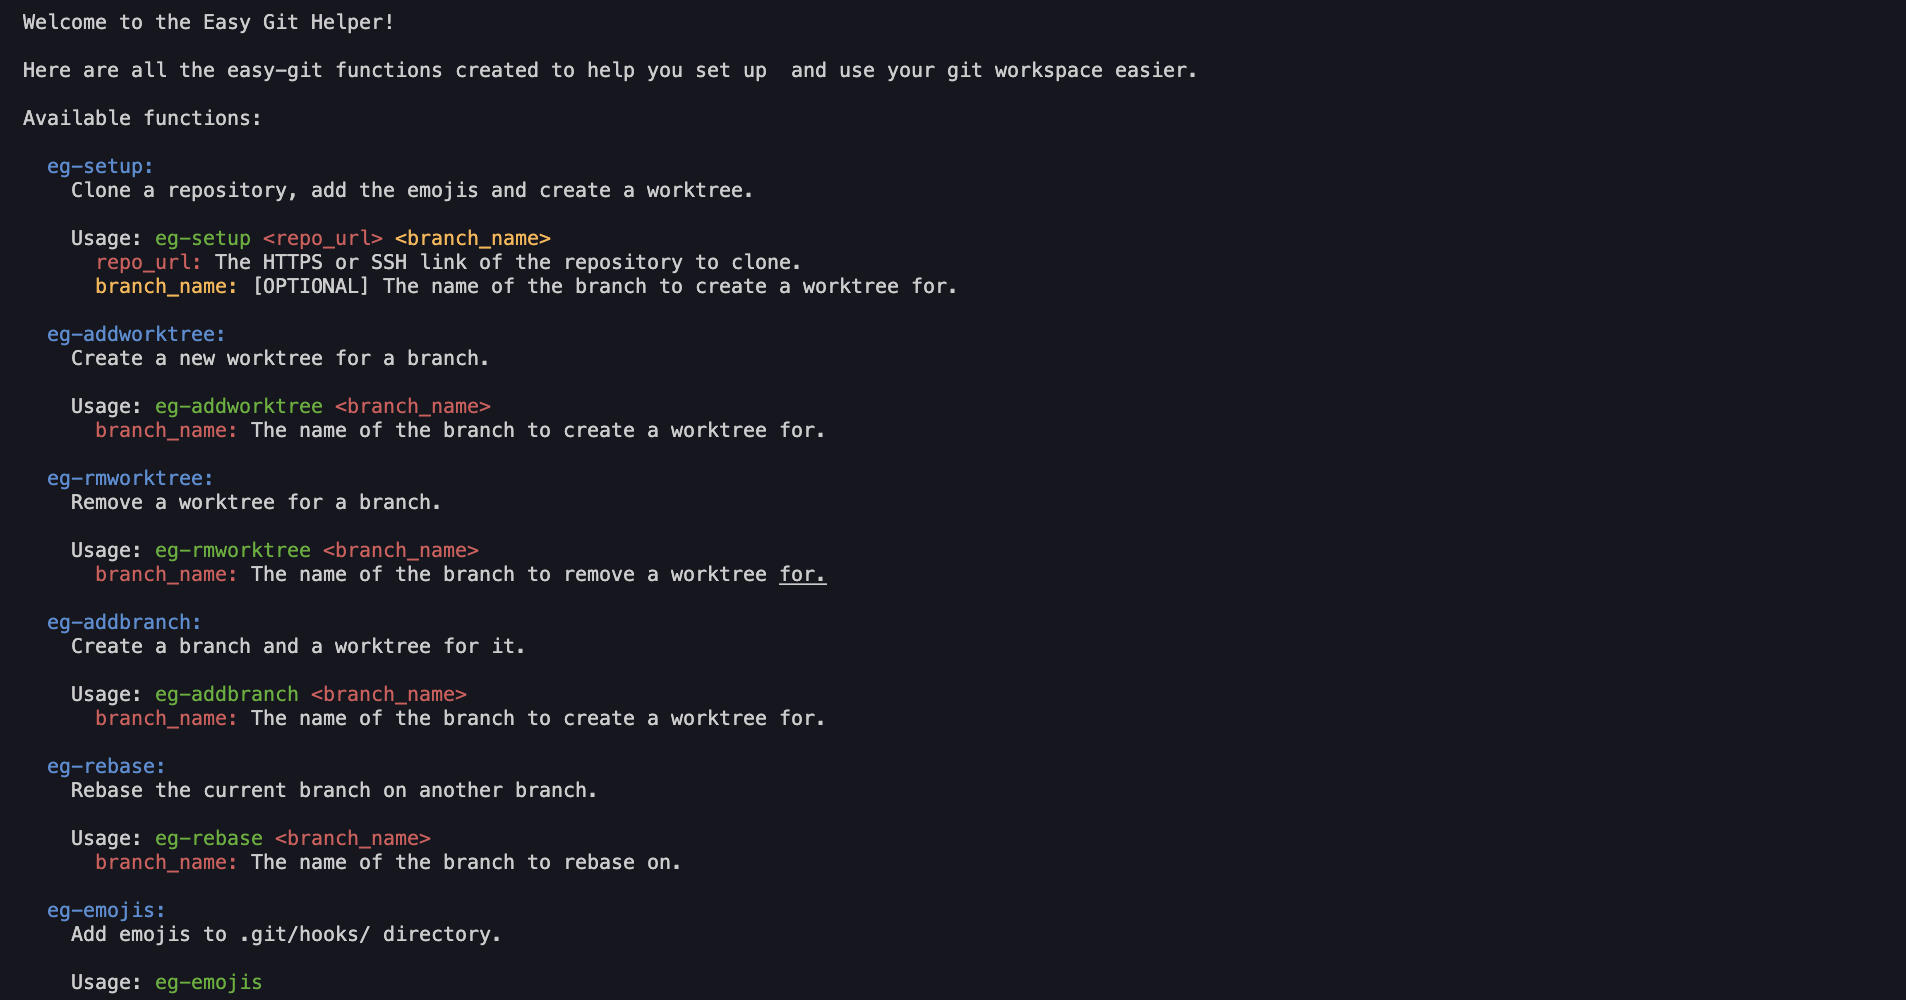 Welcome to the Easy Git Helper!
Here are all the easy-git functions created to help you set up  and use your git workspace easier.
Available functions:
eg-setup:
Clone a repository, add the emojis and create a worktree.
Usage: eg-setup <repo_url> <branch_name>
repo_url: The HTTPS or SSH link of the repository to clone.
branch_name: [OPTIONAL] The name of the branch to create a worktree for.
eg-addworktree:
Create a new worktree for a branch.
Usage: eg-addworktree <branch_name>
branch_name: The name of the branch to create a worktree for.
eg-rmworktree:
Remove a worktree for a branch.
Usage: eg-rmworktree <branch_name>
branch_name: The name of the branch to remove a worktree for.
eg-addbranch:
Create a branch and a worktree for it.
Usage: eg-addbranch <branch_name>
branch_name: The name of the branch to create a worktree for.
eg-rebase:
Rebase the current branch on another branch.
Usage: eg-rebase <branch_name>
branch_name: The name of the branch to rebase on.
eg-emojis:
Add emojis to .git/hooks/ directory.
Usage: eg-emojis